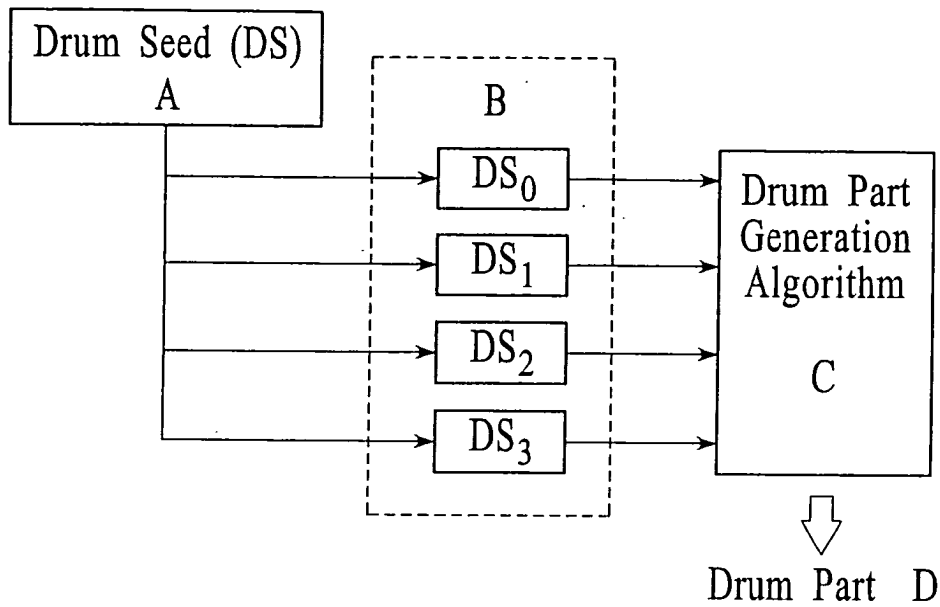 Drum Seed (DS)
A
B
DS0
DS1
DS2
DS3
Drum Part
Generation
Algorithm
C
Drum Part D